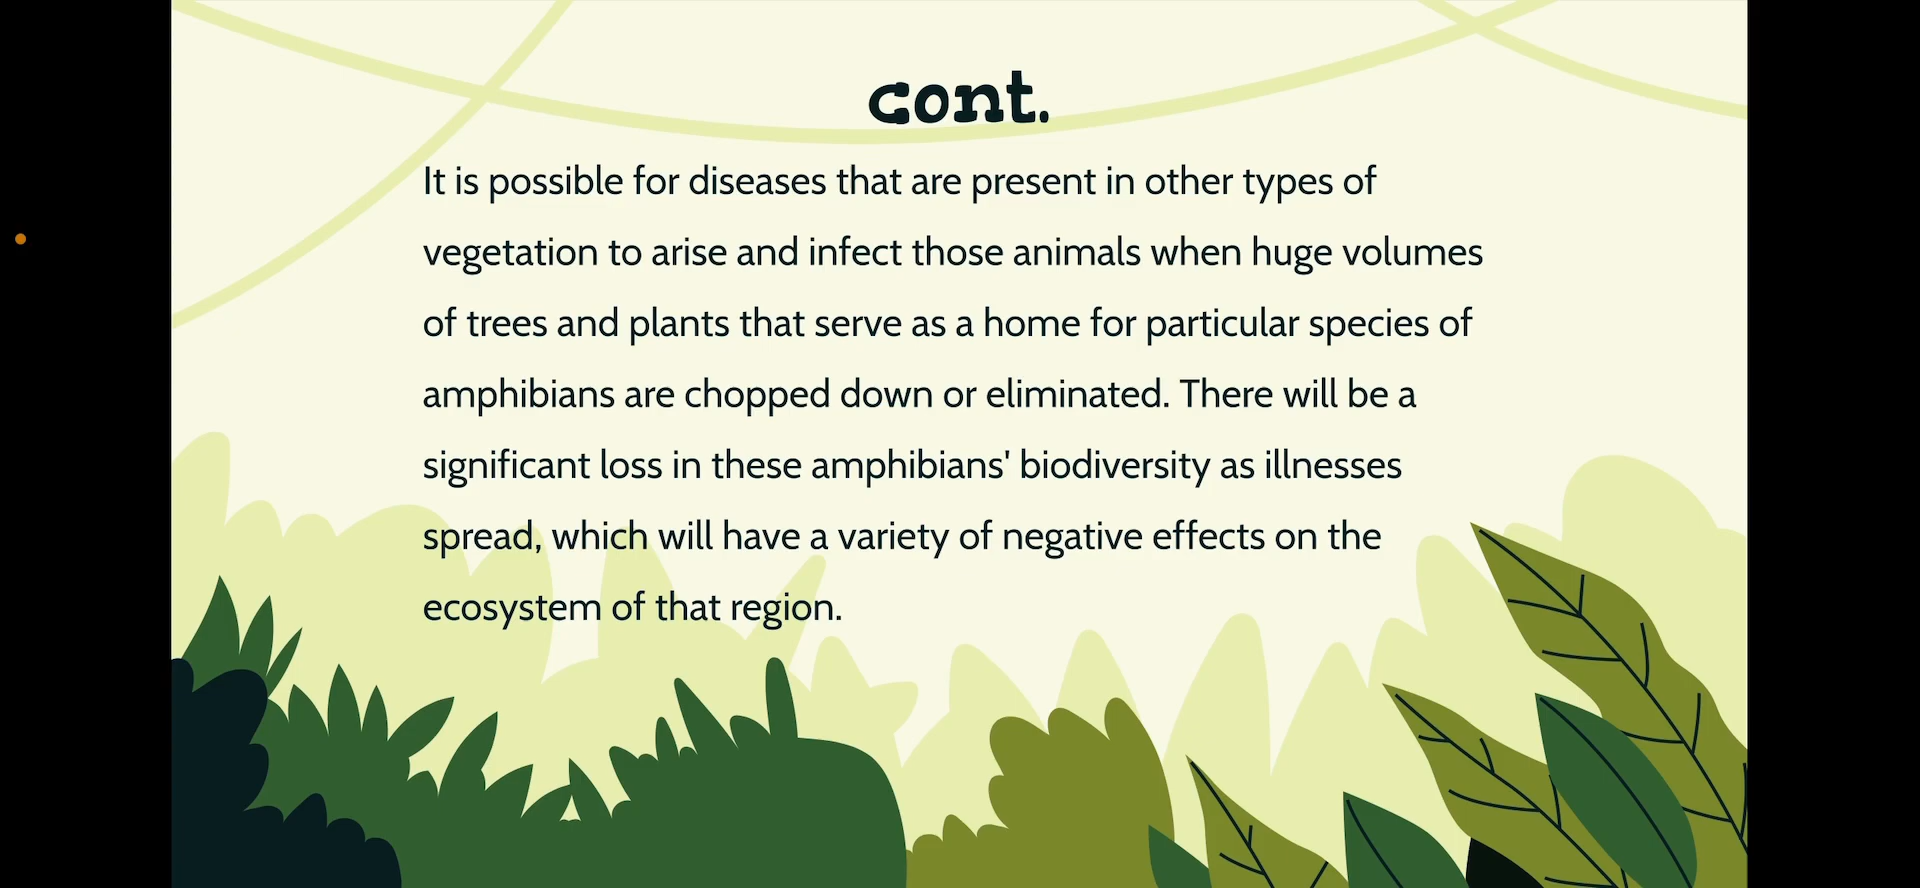 cont.
It is possible for diseases that are present in other types of
vegetation to arise and infect those animals when huge volumes
of trees and plants that serve as a home for particular species of
amphibians are chopped down or eliminated. There will be a
significant loss in these amphibians' biodiversity as illnesses
spread, which will have a variety of negative effects on the
ecosystem of that region.